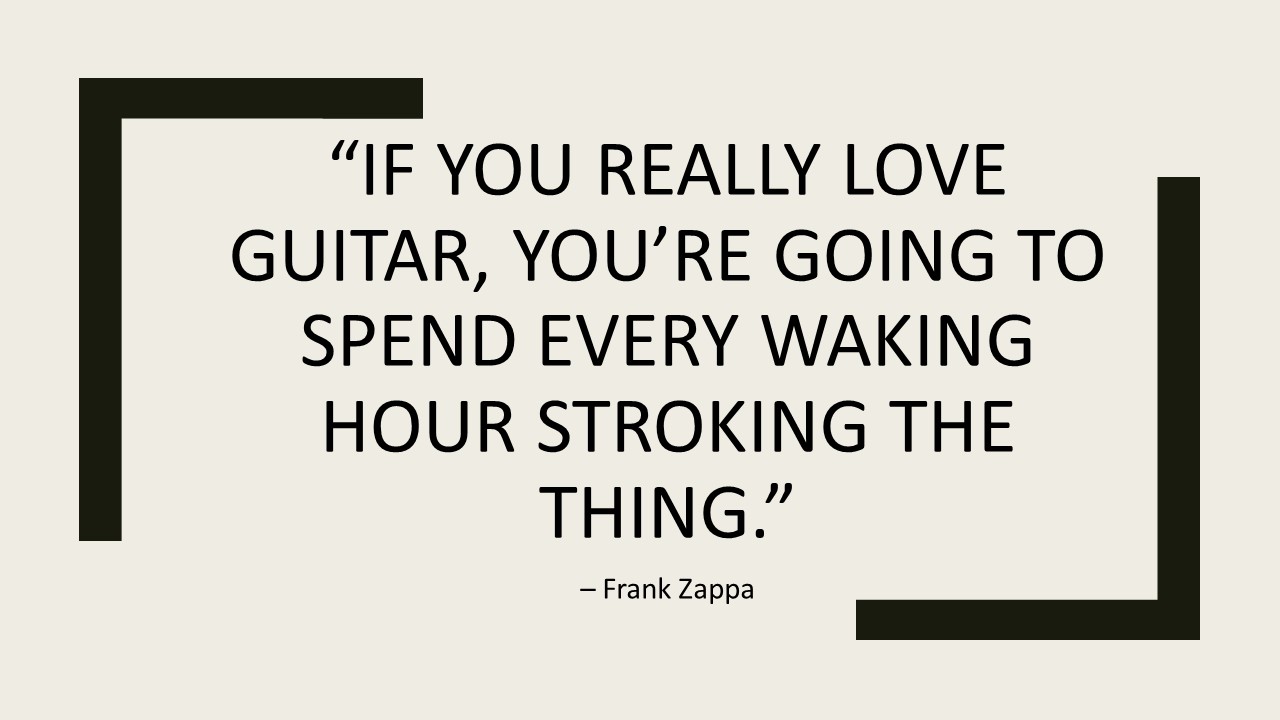 “IF YOU REALLY LOVE
GUITAR, YOU’RE GOING TO
SPEND EVERY WAKING
HOUR STROKING THE
THING.”
– Frank Zappa